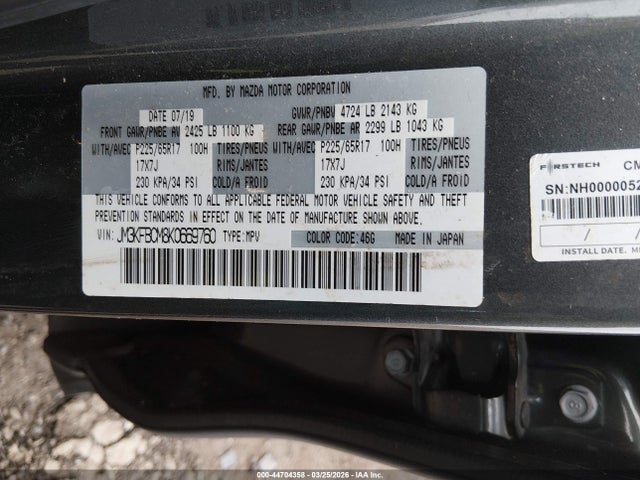 MFD. BY MAZDA MOTOR CORPORATION
DATE 07/19 GVWR/PNBV 4724 LB 2143 KG
FRONT GAWR/PNBE AV 2425 LB 1100 KG REAR GAWR/PNBE AR 2299 LB 1043 KG
WITH/AVEC P225/65R17 100H TIRES/PNEUS WITH/AVEC P225/65R17 100H TIRES/PNEUS
17X7J RIMS/JANTES 17X7J RIMS/JANTES
230 KPA/34 PSI COLD/A FROID 230 KPA/34 PSI COLD/A FROID
THIS VEHICLE CONFORMS TO ALL APPLICABLE FEDERAL MOTOR VEHICLE SAFETY AND THEFT
PREVENTION STANDARDS IN EFFECT ON THE DATE OF MANUFACTURE SHOWN ABOVE.
VIN: JM3KFBCM8K0669760 TYPE: MPV COLOR CODE: 46G MADE IN JAPAN
FIRSTECH CM
SN:NH0000052
/ /
INSTALL DATE.
000-44704358 - 03/25/2026 - IAA Inc.